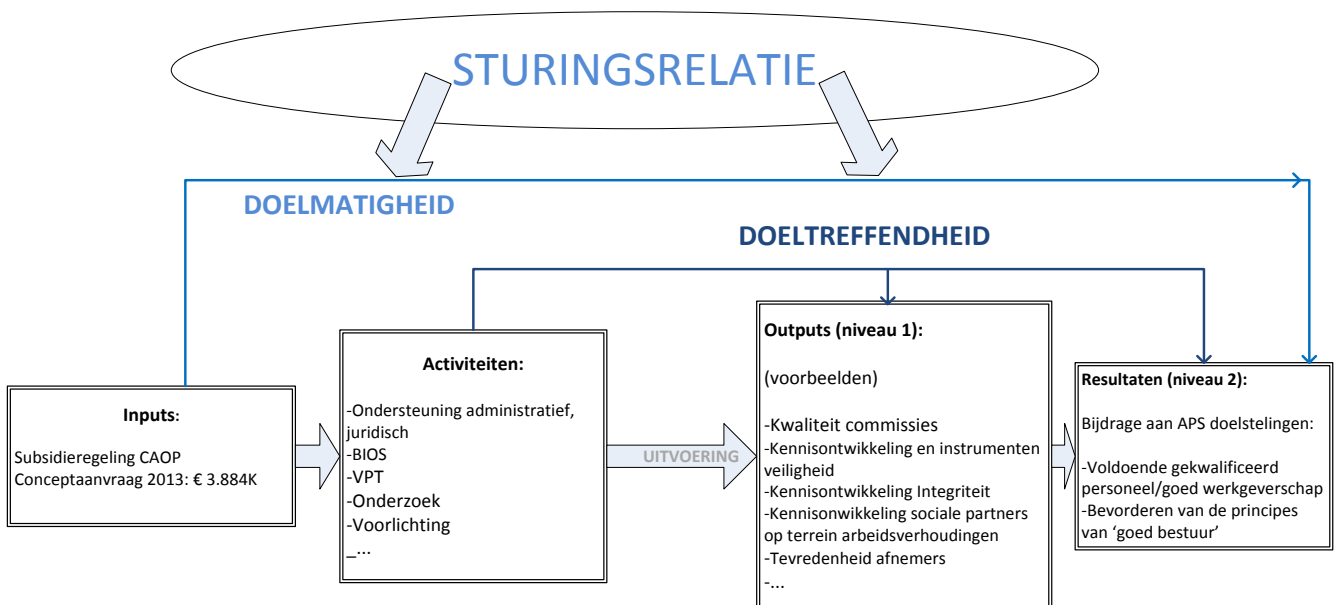 STURINGSRELATIE
DOELMATIGHEID
DOELTREFFENDHEID
Inputs:
Subsidieregeling CAOP
Conceptaanvraag 2013: € 3.884K
Activiteiten:
-Ondersteuning administratief,
juridisch
-BIOS
-VPT
-Onderzoek
-Voorlichting
_...
UITVOERING
Outputs (niveau 1):
(voorbeelden)
-Kwaliteit commissies
-Kennisontwikkeling en instrumenten
veiligheid
-Kennisontwikkeling Integriteit
-Kennisonwikkeling sociale partners
op terrein arbeidsverhoudingen
-Tevredenheid afnemers
-...
Resultaten (niveau 2):
Bijdrage aan APS doelstelingen:
-Voldoende gekwalificeerd
personeel/goed werkgeverschap
-Bevorderen van de principes
van ‘goed bestuur’